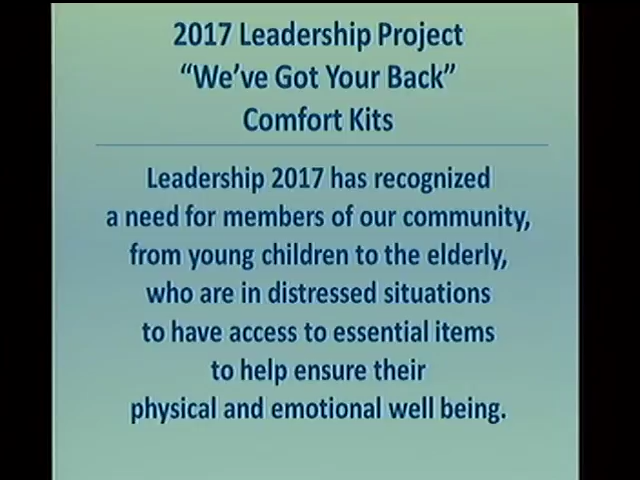 2017 Leadership Project
“We’ve Got Your Back”
Comfort Kits
Leadership 2017 has recognized
a need for members of our community,
from young children to the elderly,
who are in distressed situations
to have access to essential items
to help ensure their
physical and emotional well being.